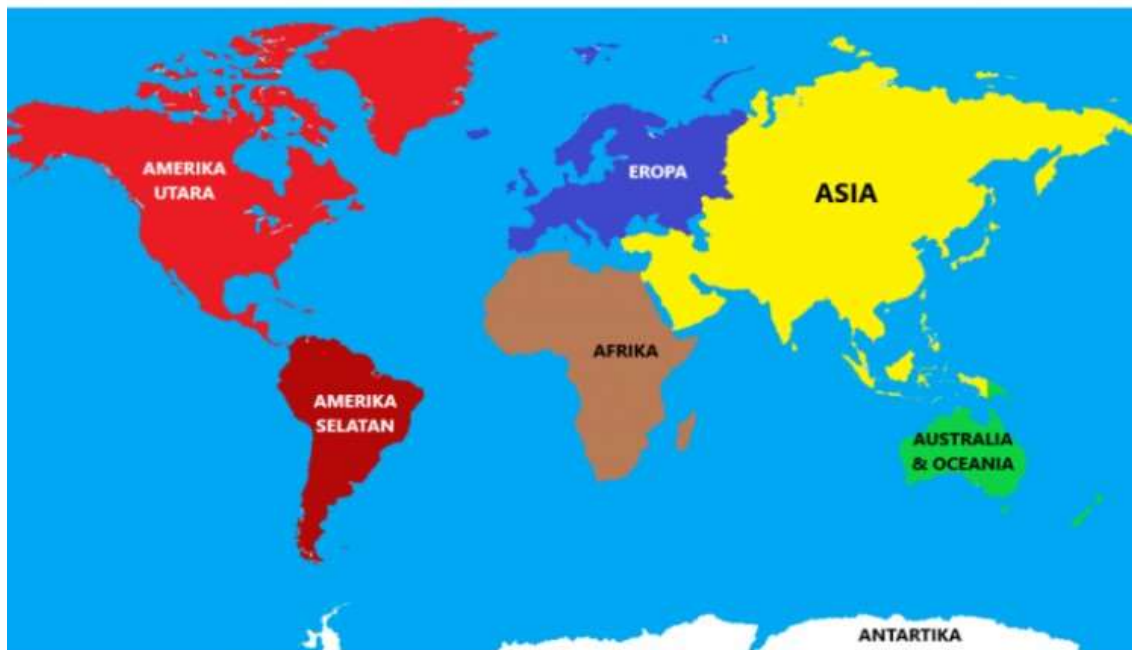 AMERIKA
UTARA
EROPA
ASIA
AFRIKA
AMERIKA
SELATAN
AUSTRALIA
& OCEANIA
ANTARTIKA